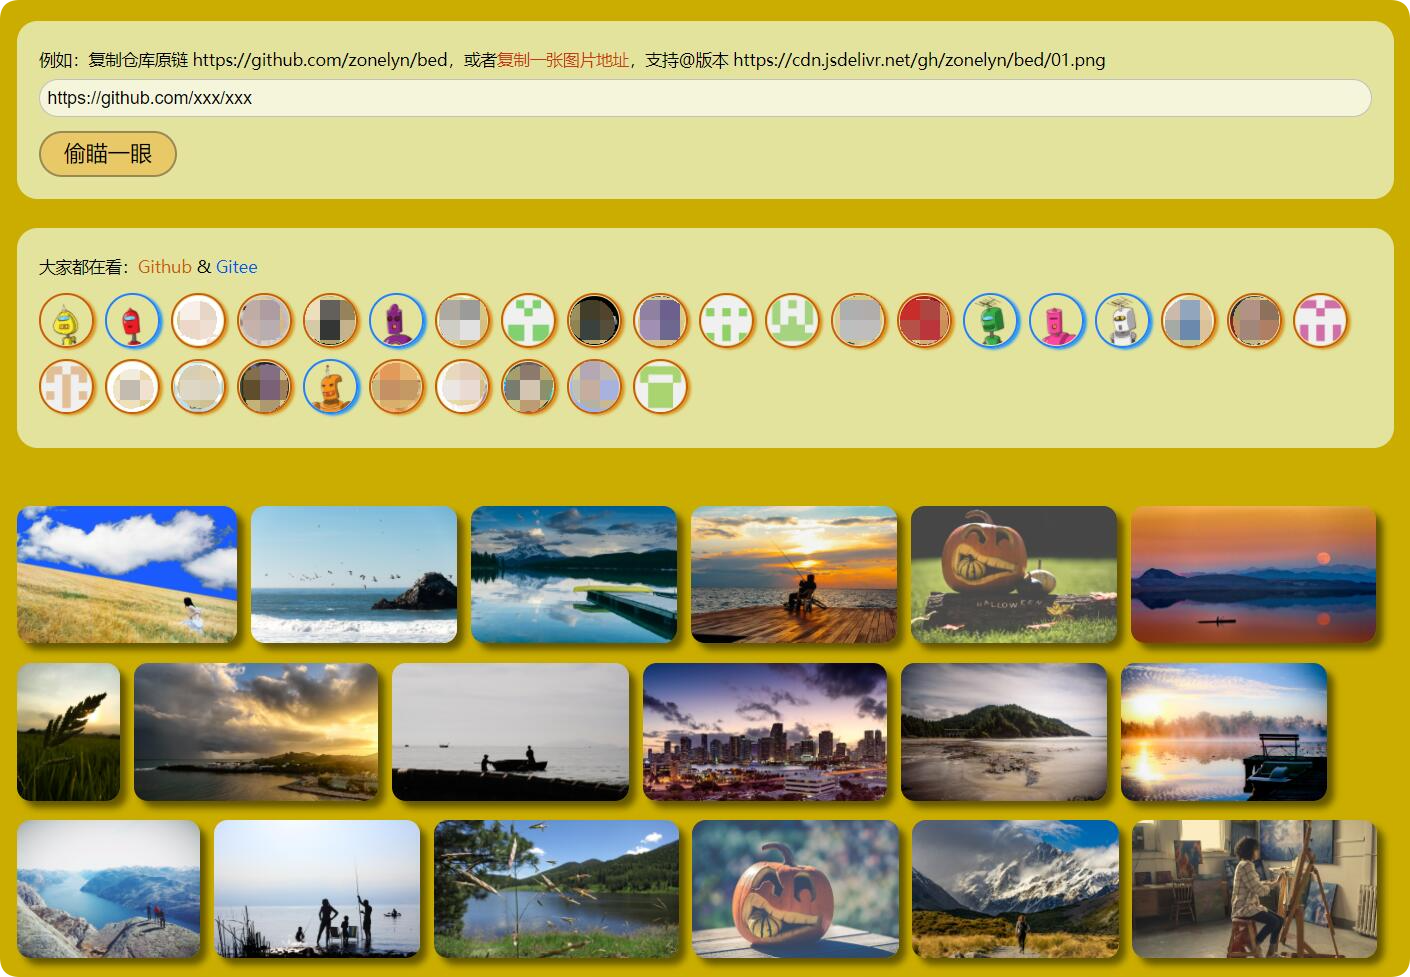 例如：复制仓库原链 https://github.com/zonelyn/bed，或者复制一张图片地址，支持@版本 https://cdn.jsdelivr.net/gh/zonelyn/bed/01.png
https://github.com/xxx/xxx
偷瞄一眼
大家都在看：Github & Gitee
HALLOWEEN